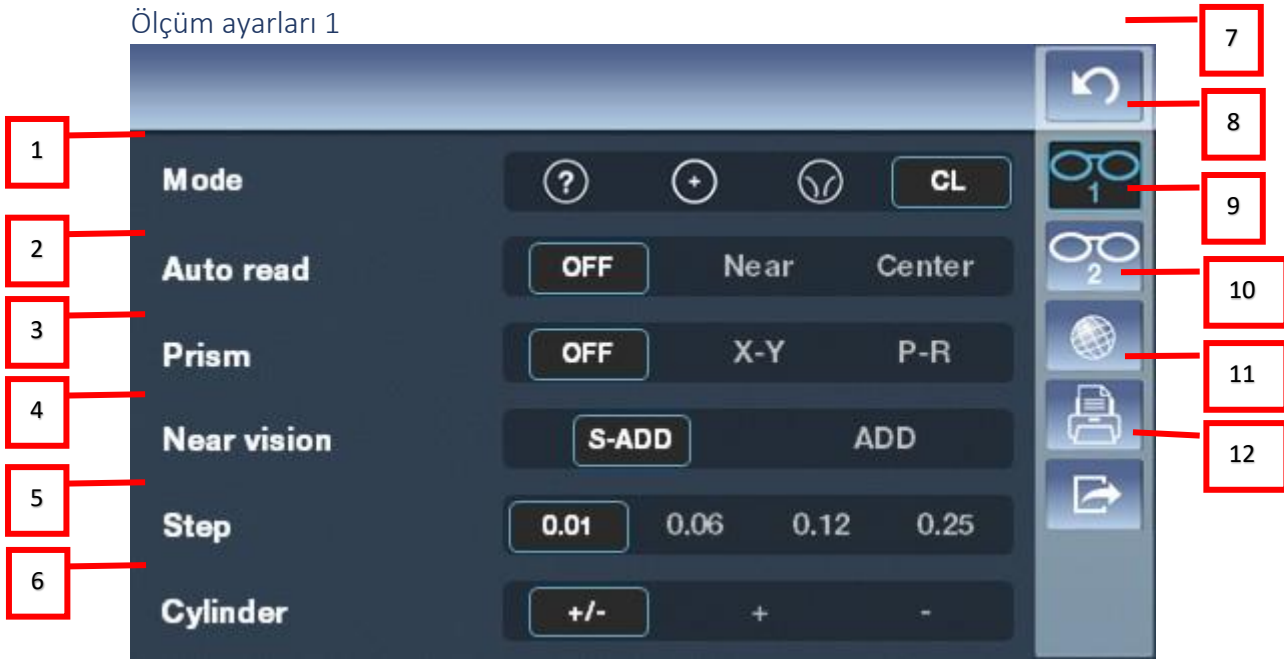 Ölçüm ayarları 1
7
8
1
Mode ? + CL
1
9
2
Auto read OFF Near Center
2
10
3
Prism OFF X-Y P-R
11
4
Near vision S-ADD ADD
12
5
Step 0.01 0.06 0.12 0.25
6
Cylinder +/- + -